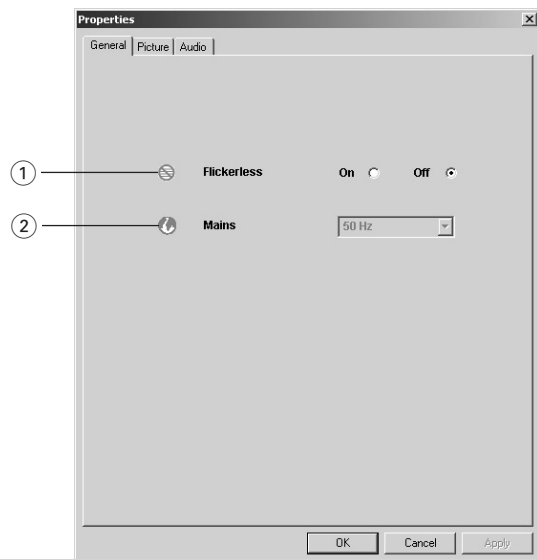 Properties
General Picture Audio
1 Flickerless On Off
2 Mains 50 Hz
OK Cancel Apply